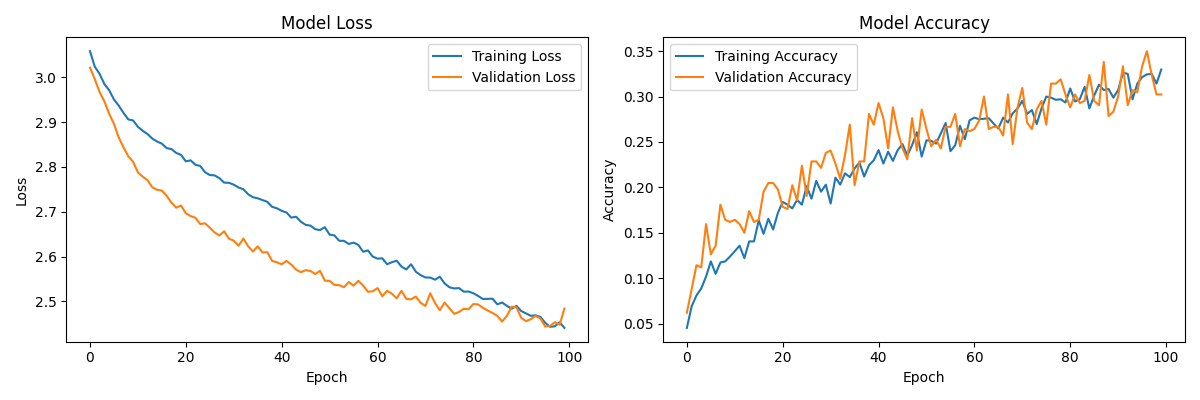 Model Loss
Training Loss
Validation Loss
3.0
2.9
2.8
2.7
2.6
2.5
Loss
0
20
40
60
80
100
Epoch
Model Accuracy
Training Accuracy
Validation Accuracy
0.35
0.30
0.25
0.20
0.15
0.10
0.05
Accuracy
0
20
40
60
80
100
Epoch